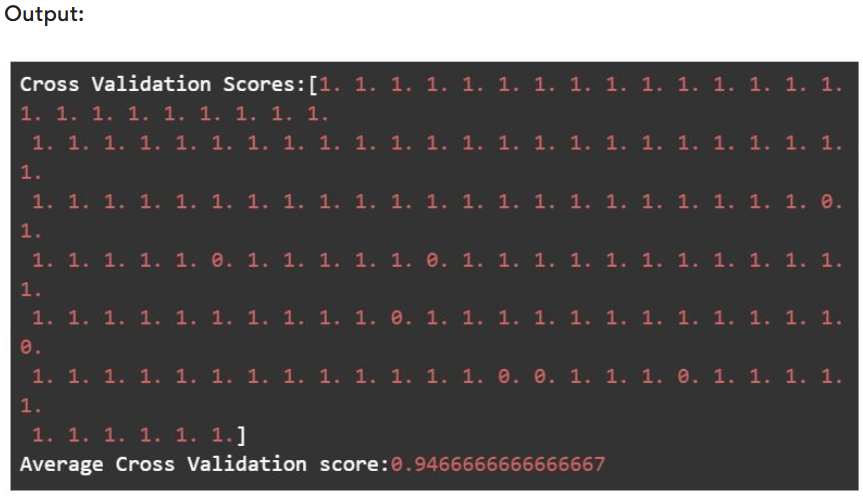 Output:
Cross Validation Scores:[1. 1. 1. 1. 1. 1. 1. 1. 1. 1. 1. 1. 1. 1. 1.
1. 1. 1. 1. 1. 1. 1. 1. 1.
1. 1. 1. 1. 1. 1. 1. 1. 1. 1. 1. 1. 1. 1. 1. 1. 1. 1. 1. 1. 1. 1. 1.
1.
1. 1. 1. 1. 1. 1. 1. 1. 1. 1. 1. 1. 1. 1. 1. 1. 1. 1. 1. 1. 1. 1. 0.
1.
1. 1. 1. 1. 1. 0. 1. 1. 1. 1. 1. 0. 1. 1. 1. 1. 1. 1. 1. 1. 1. 1. 1.
1.
1. 1. 1. 1. 1. 1. 1. 1. 1. 1. 0. 1. 1. 1. 1. 1. 1. 1. 1. 1. 1. 1. 1.
0.
1. 1. 1. 1. 1. 1. 1. 1. 1. 1. 1. 1. 1. 0. 0. 1. 1. 1. 0. 1. 1. 1. 1.
1.
1. 1. 1. 1. 1. 1.]
Average Cross Validation score:0.9466666666666667